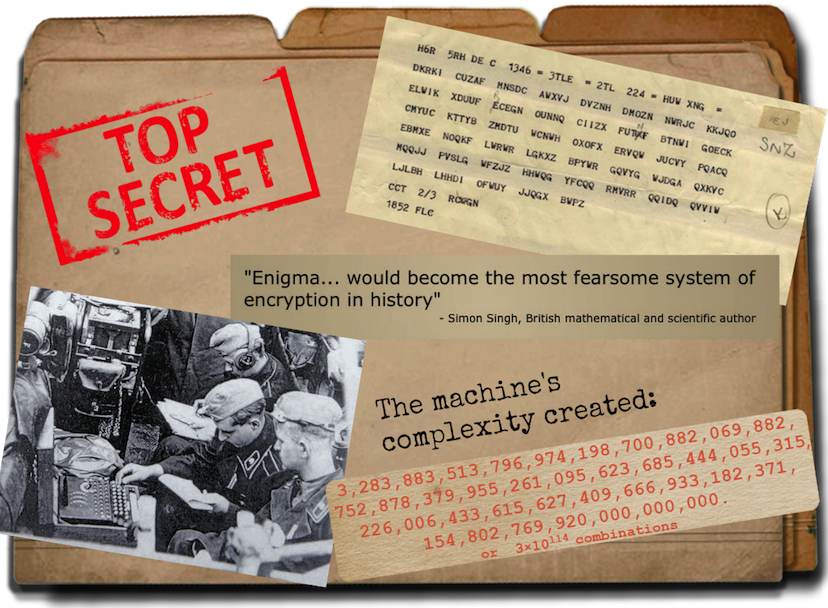 TOP
SECRET
H6R 5RH DE C 1346 = 3TLE = 2TL 224 = HUW XNG =
DKRKI CUZAF MNSDC AWXVJ DVZNH DMOZN NWRJC KKJQO
ELWIK XDUUF ECEGN OUNNQ CIIZX FUTXF BTNWI GOECK
CMYUC KTTYB ZMDTU WCNWH OXOFX ERVQW JUCVY PQACQ
EBMXE NOQKF LWRWR LGKXZ BPYWR GQVYG WJDGA QXKVC
MQQJJ PVSLG WFZJZ HHWQG YFCQQ RMVRR QQIDQ QVVIW
LJLBH LHHDI OFWUY JJQGX BWPZ
CCT 2/3 RCWGN
1852 FLC
SNZ
"Enigma... would become the most fearsome system of
encryption in history"
- Simon Singh, British mathematical and scientific author
The machine's
complexity created:
3,283,883,513,796,974,198,700,882,069,882,
752,878,379,955,261,095,623,685,444,055,315,
226,006,433,615,627,409,666,933,182,371,
154,802,769,920,000,000,000.
or 3×10¹¹⁴ combinations